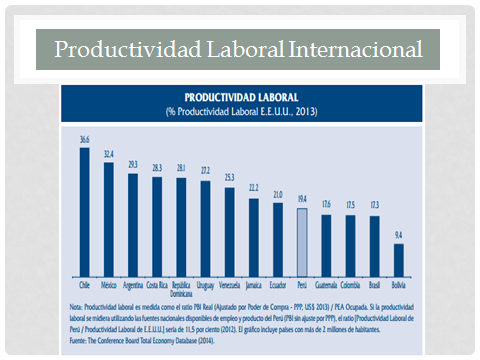 Productividad Laboral Internacional
PRODUCTIVIDAD LABORAL
(% Productividad Laboral E.E.U.U., 2013)
36.6
32.4
29.3
28.3
28.1
27.2
25.3
22.2
21.0
19.4
17.6
17.5
17.3
9.4
Chile
México
Argentina
Costa Rica
República
Dominicana
Uruguay
Venezuela
Jamaica
Ecuador
Perú
Guatemala
Colombia
Brasil
Bolivia
Nota: Productividad laboral es medida como el ratio PBI Real (Ajustado por Poder de Compra - PPP, US$ 2013) / PEA Ocupada. Si la productividad
laboral se midiera utilizando las fuentes nacionales disponibles de empleo y producto del Perú (PBI sin ajuste por PPP), el ratio [Productividad Laboral de
Perú / Productividad Laboral de E.E.U.U.] sería de 11,5 por ciento (2012). El gráfico incluye países con más de 2 millones de habitantes.
Fuente: The Conference Board Total Economy Database (2014).